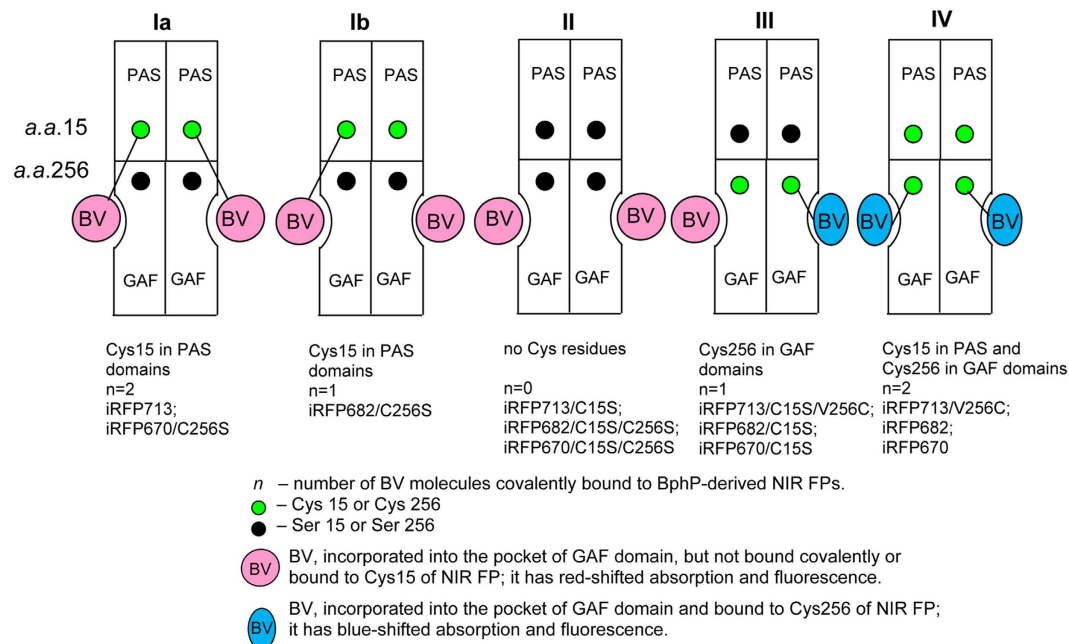 Ia Ib II III IV
PAS PAS PAS PAS PAS PAS PAS PAS PAS PAS
a.a.15
a.a.256
BV BV BV BV BV BV BV BV BV BV
GAF GAF GAF GAF GAF GAF GAF GAF GAF GAF
Cys15 in PAS
domains
n=2
iRFP713;
iRFP670/C256S
Cys15 in PAS
domains
n=1
iRFP682/C256S
no Cys residues
n=0
iRFP713/C15S;
iRFP682/C15S/C256S;
iRFP670/C15S/C256S
Cys256 in GAF
domains
n=1
iRFP713/C15S/V256C;
iRFP682/C15S;
iRFP670/C15S
Cys15 in PAS and
Cys256 in GAF domains
n=2
iRFP713/V256C;
iRFP682;
iRFP670
n – number of BV molecules covalently bound to BphP-derived NIR FPs.
– Cys 15 or Cys 256
– Ser 15 or Ser 256
BV
BV, incorporated into the pocket of GAF domain, but not bound covalently or
bound to Cys15 of NIR FP; it has red-shifted absorption and fluorescence.
BV
BV, incorporated into the pocket of GAF domain and bound to Cys256 of NIR FP;
it has blue-shifted absorption and fluorescence.